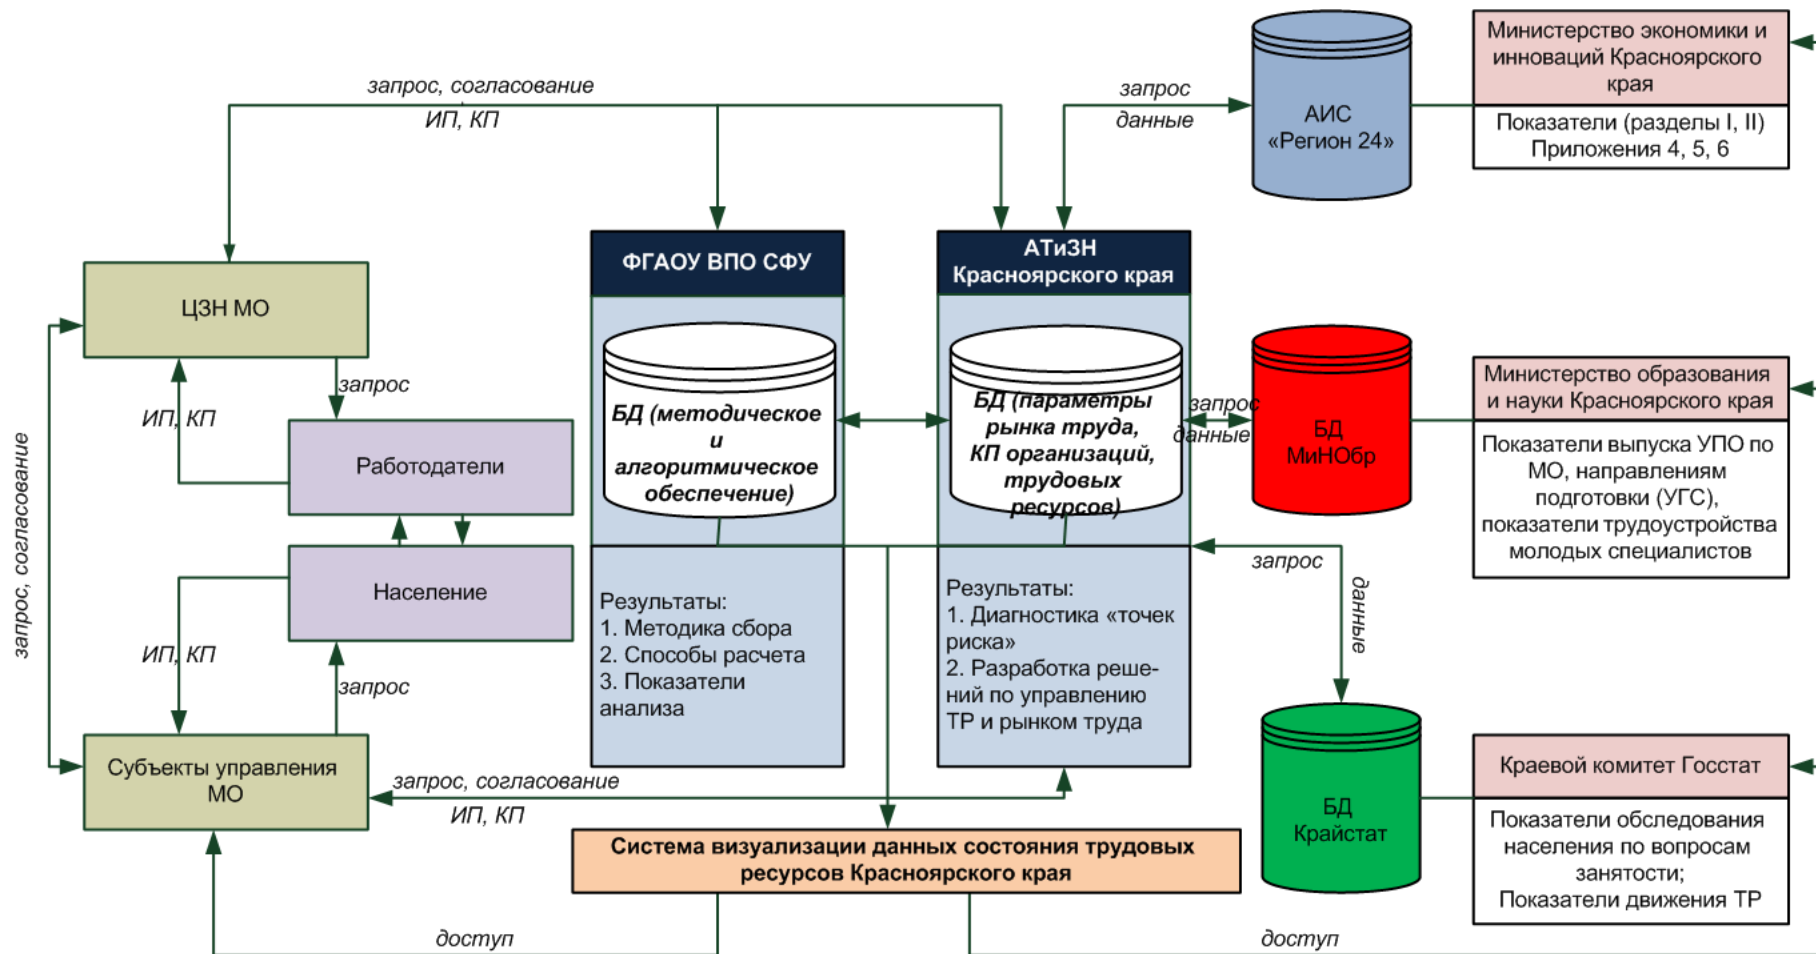 запрос, согласование
ИП, КП
запрос
данные
АИС
«Регион 24»
Министерство экономики и
инноваций Красноярского
края
Показатели (разделы I, II)
Приложения 4, 5, 6
ФГАОУ ВПО СФУ
АТиЗН
Красноярского края
ЦЗН МО
запрос
ИП, КП
Работодатели
Население
ИП, КП
запрос
запрос, согласование
Субъекты управления
МО
БД (методическое
и
алгоритмическое
обеспечение)
БД (параметры
рынка труда,
КП организаций,
трудовых
ресурсов)
запрос
данные
БД
МиНОбр
Министерство образования
и науки Красноярского края
Показатели выпуска УПО по
МО, направлениям
подготовки (УГС),
показатели трудоустройства
молодых специалистов
Результаты:
1. Методика сбора
2. Способы расчета
3. Показатели
анализа
Результаты:
1. Диагностика «точек
риска»
2. Разработка реше-
ний по управлению
ТР и рынком труда
запрос
данные
БД
Крайстат
Краевой комитет Госстат
Показатели обследования
населения по вопросам
занятости;
Показатели движения ТР
запрос, согласование
ИП, КП
Система визуализации данных состояния трудовых
ресурсов Красноярского края
доступ
доступ